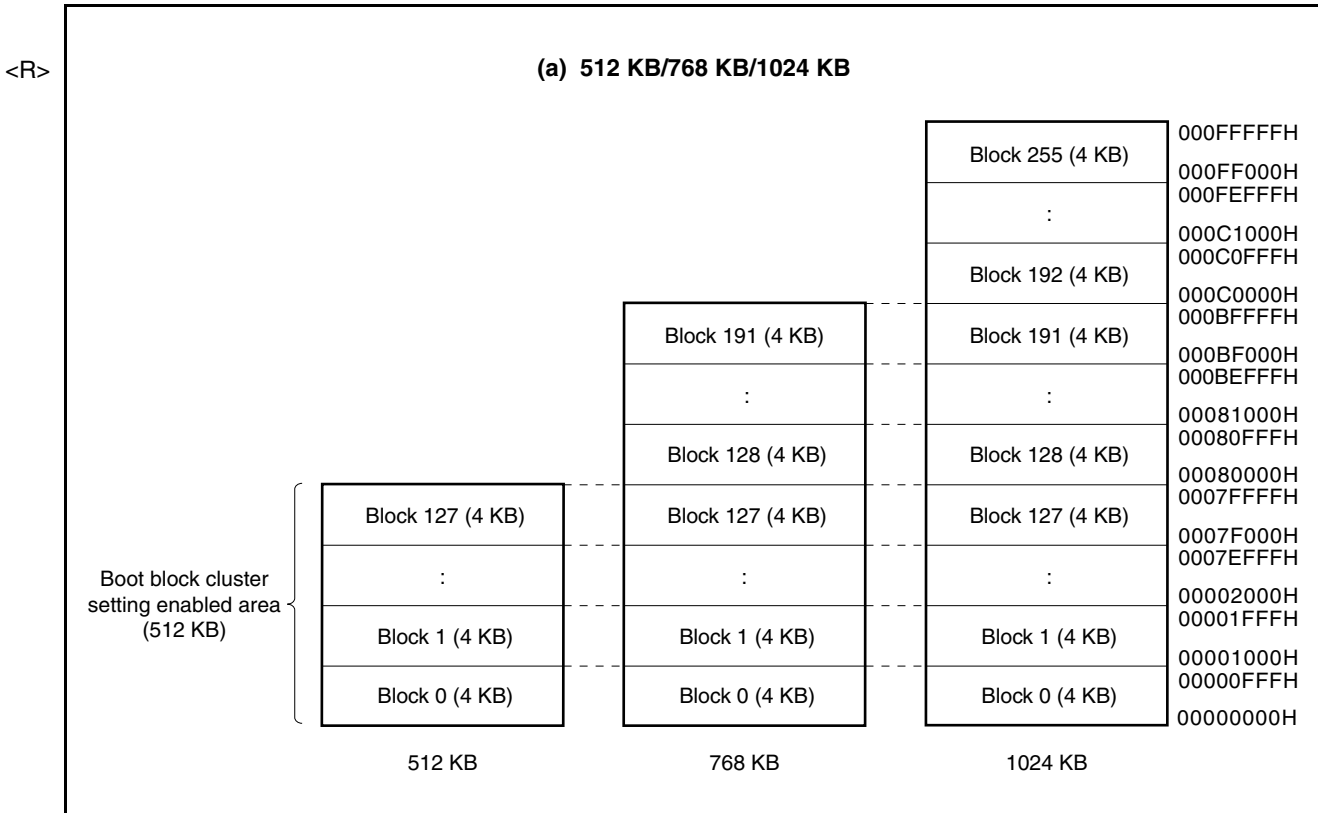 <R>
(a) 512 KB/768 KB/1024 KB
000FFFFFH
Block 255 (4 KB)
000FF000H
000FEFFFH
:
000C1000H
000C0FFFH
Block 192 (4 KB)
000C0000H
000BFFFFH
Block 191 (4 KB) Block 191 (4 KB)
000BF000H
000BEFFFH
: :
00081000H
00080FFFH
Block 128 (4 KB) Block 128 (4 KB)
00080000H
0007FFFFH
Block 127 (4 KB) Block 127 (4 KB) Block 127 (4 KB)
0007F000H
0007EFFFH
Boot block cluster
setting enabled area
(512 KB)
: : :
00002000H
00001FFFH
Block 1 (4 KB) Block 1 (4 KB) Block 1 (4 KB)
00001000H
00000FFFH
Block 0 (4 KB) Block 0 (4 KB) Block 0 (4 KB)
00000000H
512 KB 768 KB 1024 KB